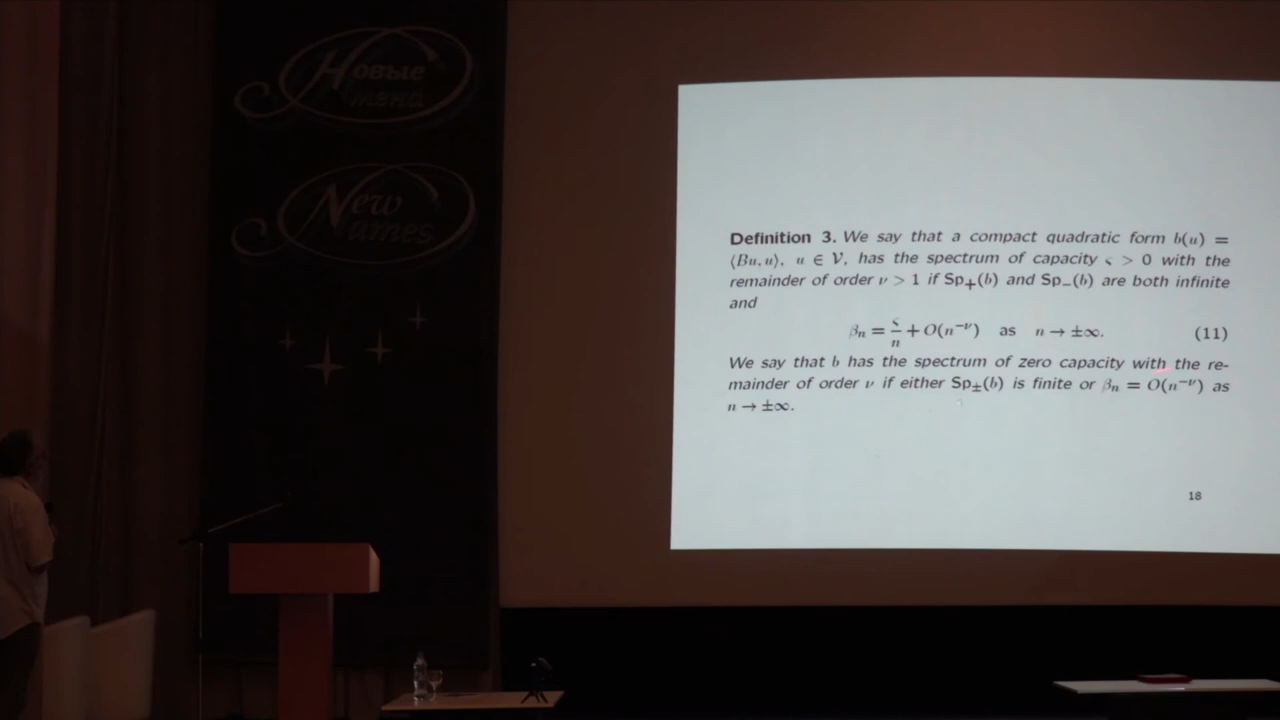 Новые
имена
New
Names
Definition 3. We say that a compact quadratic form b(u) =
⟨Bu, u⟩, u ∈ V, has the spectrum of capacity ς > 0 with the
remainder of order ν > 1 if Sp₊(b) and Sp₋(b) are both infinite
and
βₙ = ς/n + O(n^{-ν}) as n → ±∞. (11)
We say that b has the spectrum of zero capacity with the re-
mainder of order ν if either Sp±(b) is finite or βₙ = O(n^{-ν}) as
n → ±∞.
18